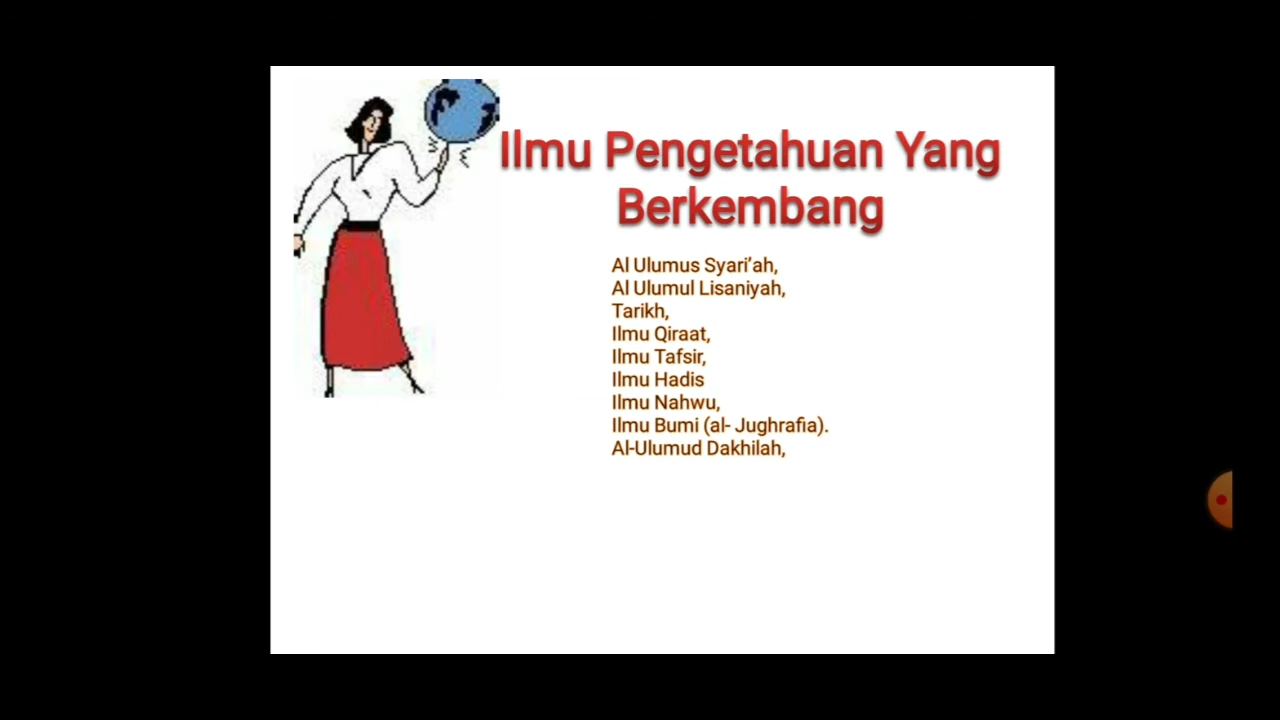 Ilmu Pengetahuan Yang
Berkembang
Al Ulumus Syari’ah,
Al Ulumul Lisaniyah,
Tarikh,
Ilmu Qiraat,
Ilmu Tafsir,
Ilmu Hadis
Ilmu Nahwu,
Ilmu Bumi (al- Jughrafia).
Al-Ulumud Dakhilah,